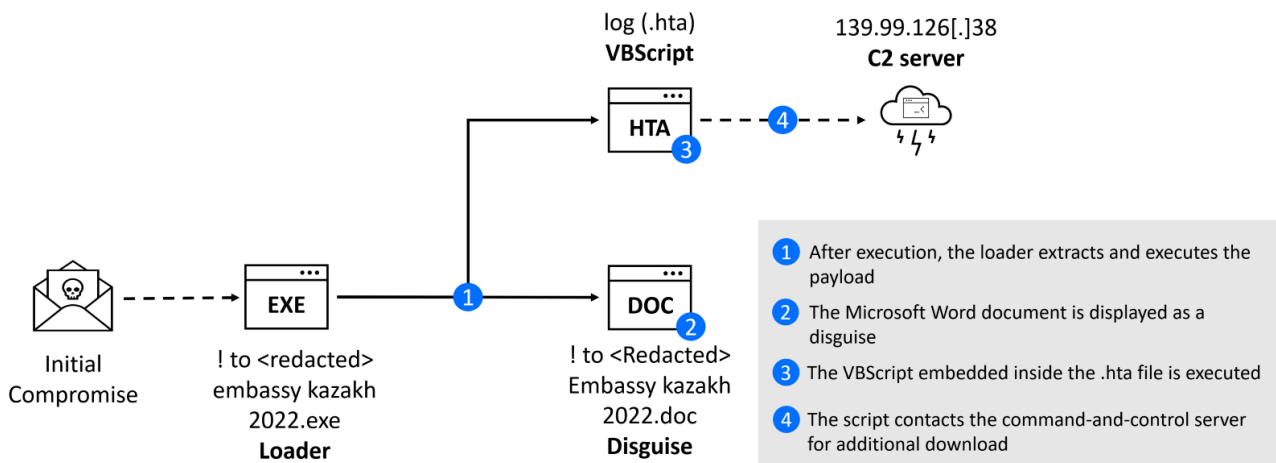 log (.hta)
VBScript
139.99.126[.]38
C2 server
HTA
3
4
_<
EXE
1
DOC
2
Initial
Compromise
! to <redacted>
embassy kazakh
2022.exe
Loader
! to <Redacted>
Embassy kazakh
2022.doc
Disguise
1 After execution, the loader extracts and executes the
payload
2 The Microsoft Word document is displayed as a
disguise
3 The VBScript embedded inside the .hta file is executed
4 The script contacts the command-and-control server
for additional download